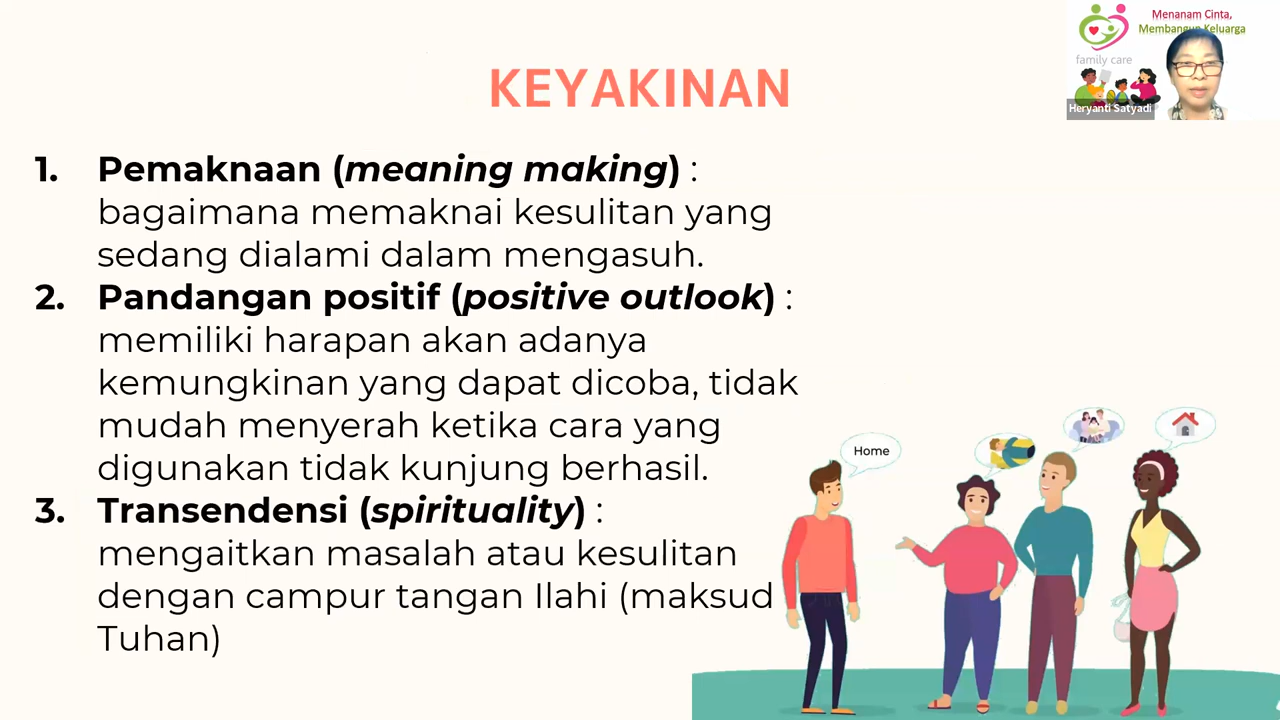 KEYAKINAN
1. Pemaknaan (meaning making) :
bagaimana memaknai kesulitan yang
sedang dialami dalam mengasuh.
2. Pandangan positif (positive outlook) :
memiliki harapan akan adanya
kemungkinan yang dapat dicoba, tidak
mudah menyerah ketika cara yang
digunakan tidak kunjung berhasil.
3. Transendensi (spirituality) :
mengaitkan masalah atau kesulitan
dengan campur tangan Ilahi (maksud
Tuhan)
Menanam Cinta,
Membangun Keluarga
family care
Heryanti Satyadi
Home